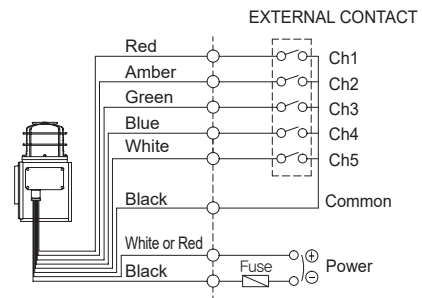 EXTERNAL CONTACT
Red
Ch1
Amber
Ch2
Green
Ch3
Blue
Ch4
White
Ch5
Black
Common
White or Red
⊕
Fuse
Power
Black
⊖